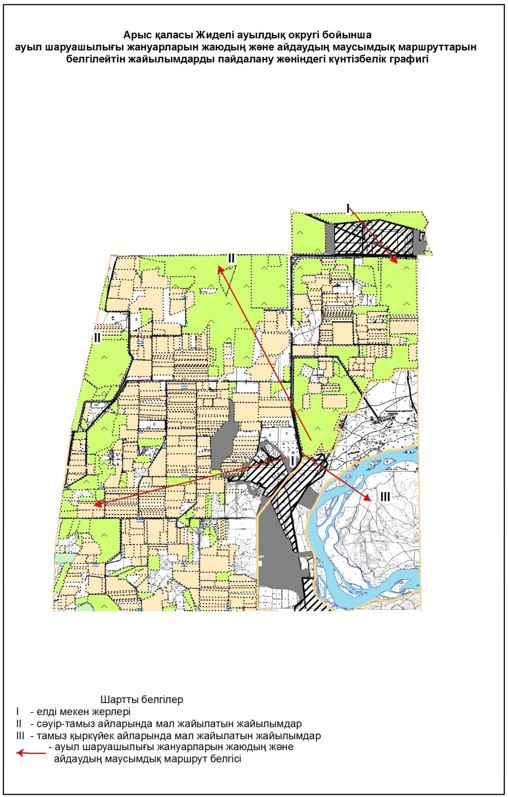 Арыс қаласы Жиделі ауылдық округі бойынша
ауыл шаруашылығы жануарларын жаюдың және айдаудың маусымдық маршруттарын
белгілейтін жайылымдарды пайдалану жөніндегі күнтізбелік графигі
I
II
II
I
III
Шартты белгілер
I - елді мекен жерлері
II - сәуір-тамыз айларында мал жайылатын жайылымдар
III - тамыз қыркүйек айларында мал жайылатын жайылымдар
- ауыл шаруашылығы жануарларын жаюдың және
айдаудың маусымдық маршрут белгісі